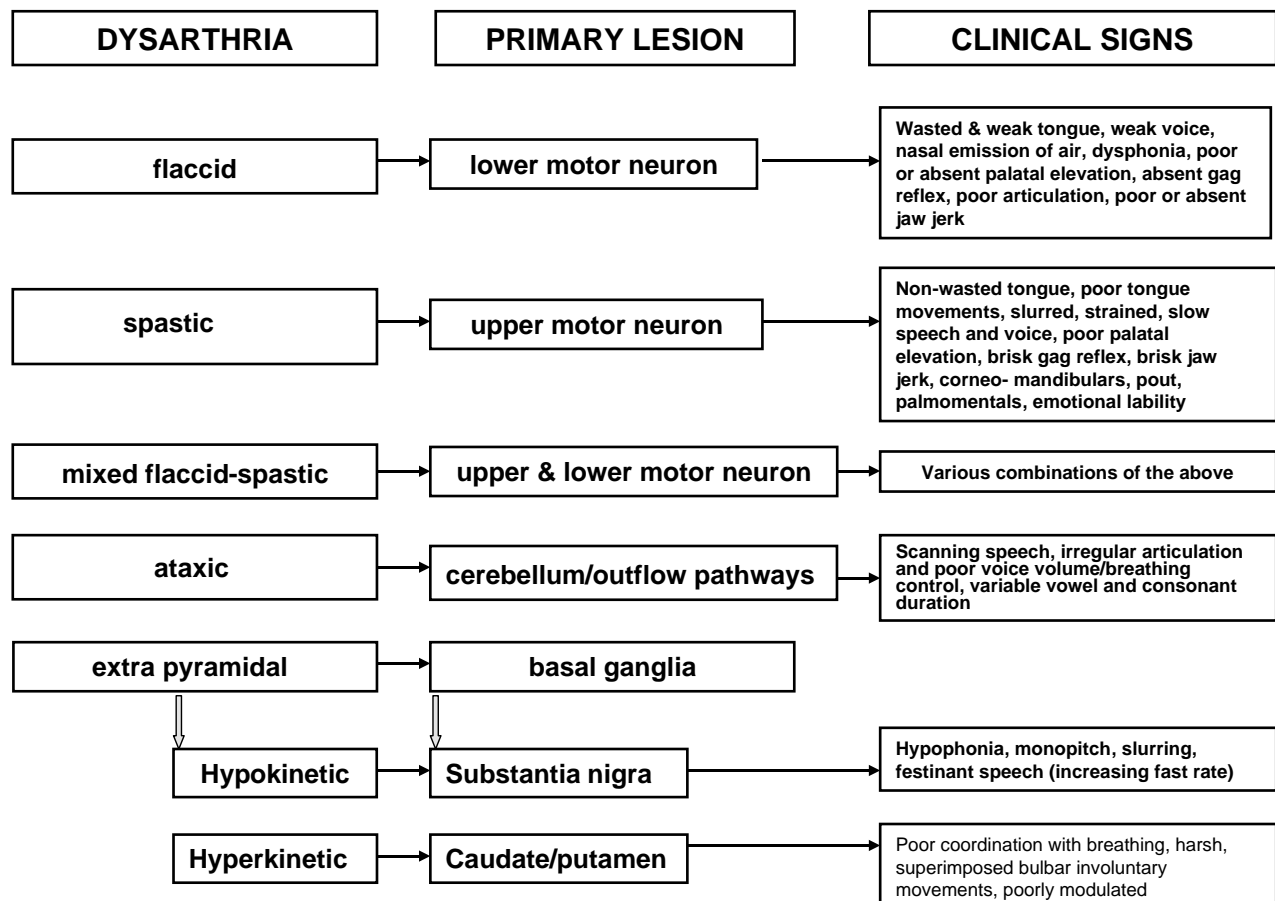 DYSARTHRIA
PRIMARY LESION
CLINICAL SIGNS
flaccid
lower motor neuron
Wasted & weak tongue, weak voice,
nasal emission of air, dysphonia, poor
or absent palatal elevation, absent gag
reflex, poor articulation, poor or absent
jaw jerk
spastic
upper motor neuron
Non-wasted tongue, poor tongue
movements, slurred, strained, slow
speech and voice, poor palatal
elevation, brisk gag reflex, brisk jaw
jerk, corneo- mandibulars, pout,
palmomentals, emotional lability
mixed flaccid-spastic
upper & lower motor neuron
Various combinations of the above
ataxic
cerebellum/outflow pathways
Scanning speech, irregular articulation
and poor voice volume/breathing
control, variable vowel and consonant
duration
extra pyramidal
basal ganglia
Hypokinetic
Substantia nigra
Hypophonia, monopitch, slurring,
festinant speech (increasing fast rate)
Hyperkinetic
Caudate/putamen
Poor coordination with breathing, harsh,
superimposed bulbar involuntary
movements, poorly modulated